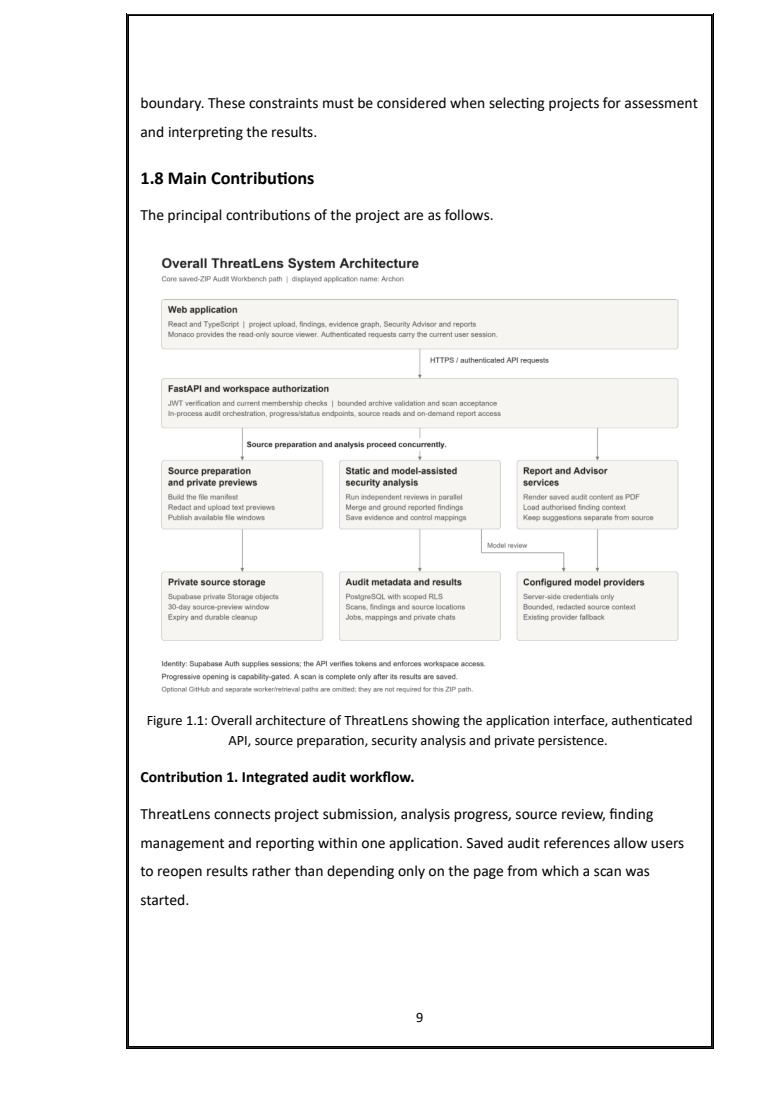 boundary. These constraints must be considered when selecting projects for assessment
and interpreting the results.
1.8 Main Contributions
The principal contributions of the project are as follows.
Overall ThreatLens System Architecture
Core saved-ZIP Audit Workbench path | displayed application name: Archon
Web application
React and TypeScript | project upload, findings, evidence graph, Security Advisor and reports
Monaco provides the read-only source viewer. Authenticated requests carry the current user session.
HTTPS / authenticated API requests
FastAPI and workspace authorization
JWT verification and current membership checks | bounded archive validation and scan acceptance
In-process audit orchestration, progress/status endpoints, source reads and on-demand report access
Source preparation and analysis proceed concurrently.
Source preparation
and private previews
Build the file manifest
Redact and upload text previews
Publish available file windows
Static and model-assisted
security analysis
Run independent reviews in parallel
Merge and ground reported findings
Save evidence and control mappings
Report and Advisor
services
Render saved audit content as PDF
Load authorised finding context
Keep suggestions separate from source
Model review
Private source storage
Supabase private Storage objects
30-day source-preview window
Expiry and durable cleanup
Audit metadata and results
PostgreSQL with scoped RLS
Scans, findings and source locations
Jobs, mappings and private chats
Configured model providers
Server-side credentials only
Bounded, redacted source context
Existing provider fallback
Identity: Supabase Auth supplies sessions; the API verifies tokens and enforces workspace access.
Progressive opening is capability-gated. A scan is complete only after its results are saved.
Optional GitHub and separate worker/retrieval paths are omitted; they are not required for this ZIP path.
Figure 1.1: Overall architecture of ThreatLens showing the application interface, authenticated
API, source preparation, security analysis and private persistence.
Contribution 1. Integrated audit workflow.
ThreatLens connects project submission, analysis progress, source review, finding
management and reporting within one application. Saved audit references allow users
to reopen results rather than depending only on the page from which a scan was
started.
9